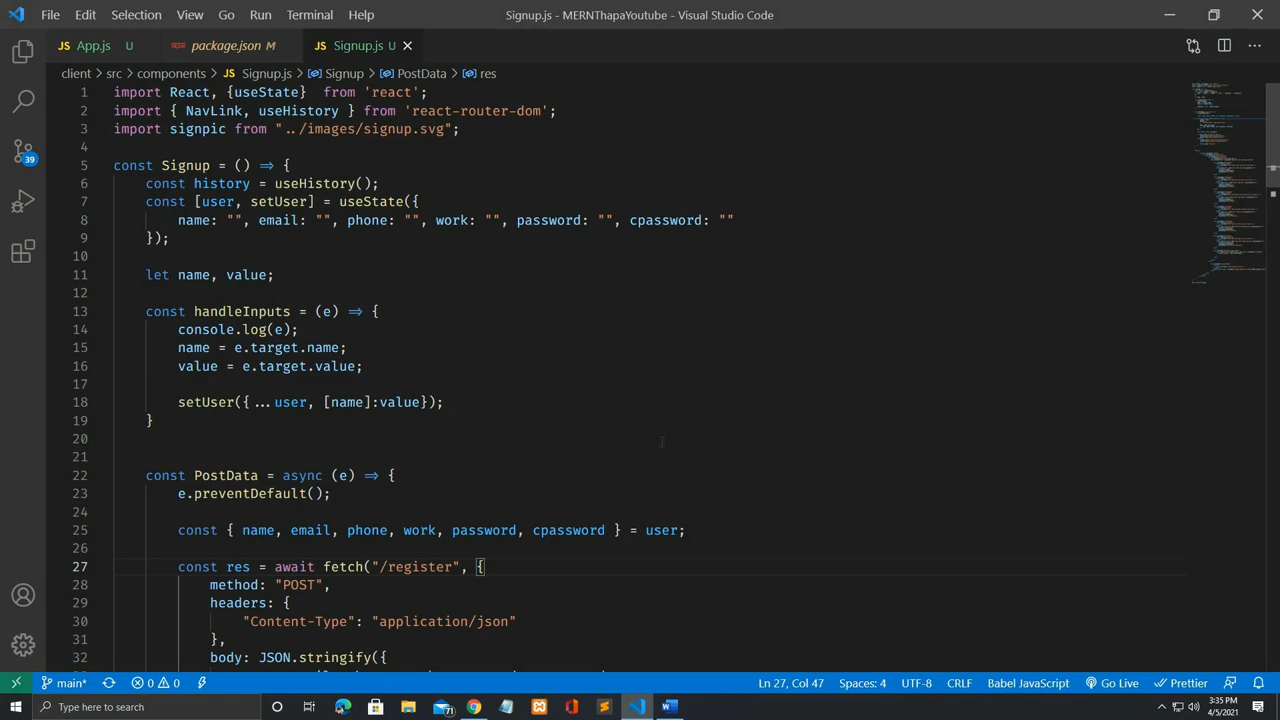 File Edit Selection View Go Run Terminal Help Signup.js - MERNThapaYoutube - Visual Studio Code
JS App.js U package.json M JS Signup.js U
client > src > components > JS Signup.js > Signup > PostData > res
1 import React, {useState} from 'react';
2 import { NavLink, useHistory } from 'react-router-dom';
3 import signpic from "../images/signup.svg";
4
5 const Signup = () => {
6 const history = useHistory();
7 const [user, setUser] = useState({
8 name: "", email: "", phone: "", work: "", password: "", cpassword: ""
9 });
10
11 let name, value;
12
13 const handleInputs = (e) => {
14 console.log(e);
15 name = e.target.name;
16 value = e.target.value;
17
18 setUser({...user, [name]:value});
19 }
20
21
22 const PostData = async (e) => {
23 e.preventDefault();
24
25 const { name, email, phone, work, password, cpassword } = user;
26
27 const res = await fetch("/register", {
28 method: "POST",
29 headers: {
30 "Content-Type": "application/json"
31 },
32 body: JSON.stringify({
39
main* 0 0 Ln 27, Col 47 Spaces: 4 UTF-8 CRLF Babel JavaScript Go Live Prettier
Type here to search 71 3:35 PM
4/5/2021